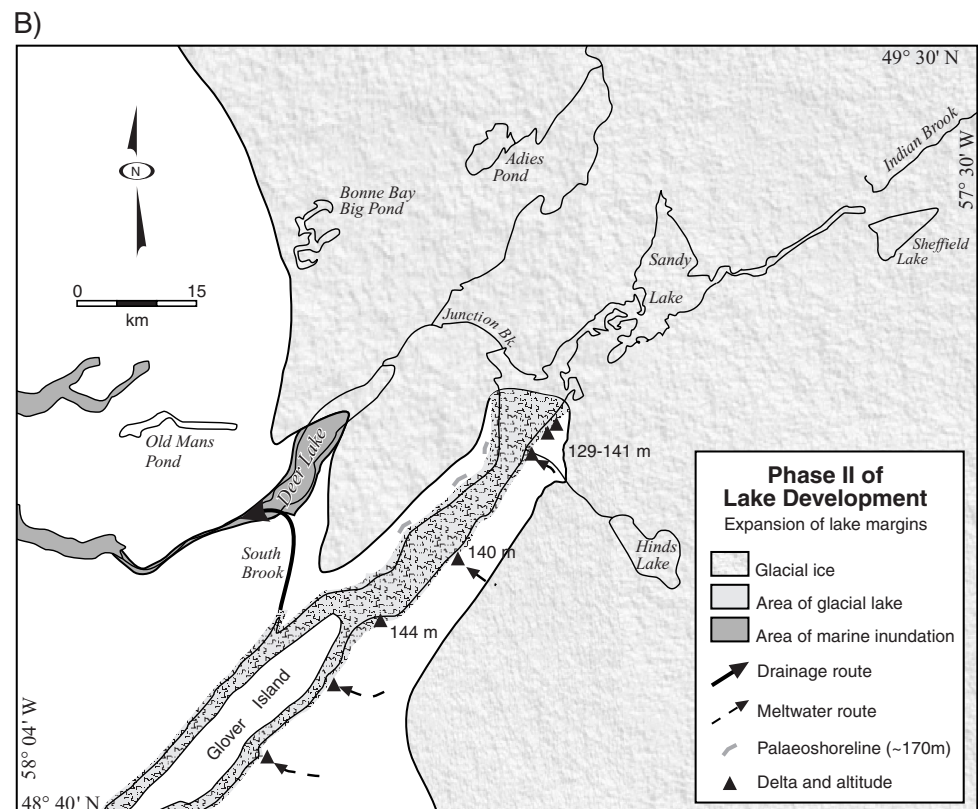 B)
49° 30' N
Indian Brook
57° 30' W
Adies
Pond
Bonne Bay
Big Pond
N
Sheffield
Lake
Sandy
Lake
0 15
km
Junction Bk.
Old Mans
Pond
Deer Lake
129-141 m
South
Brook
140 m
Hinds
Lake
144 m
Glover Island
58° 04' W
48° 40' N
Phase II of
Lake Development
Expansion of lake margins
Glacial ice
Area of glacial lake
Area of marine inundation
Drainage route
Meltwater route
Palaeoshoreline (~170m)
Delta and altitude